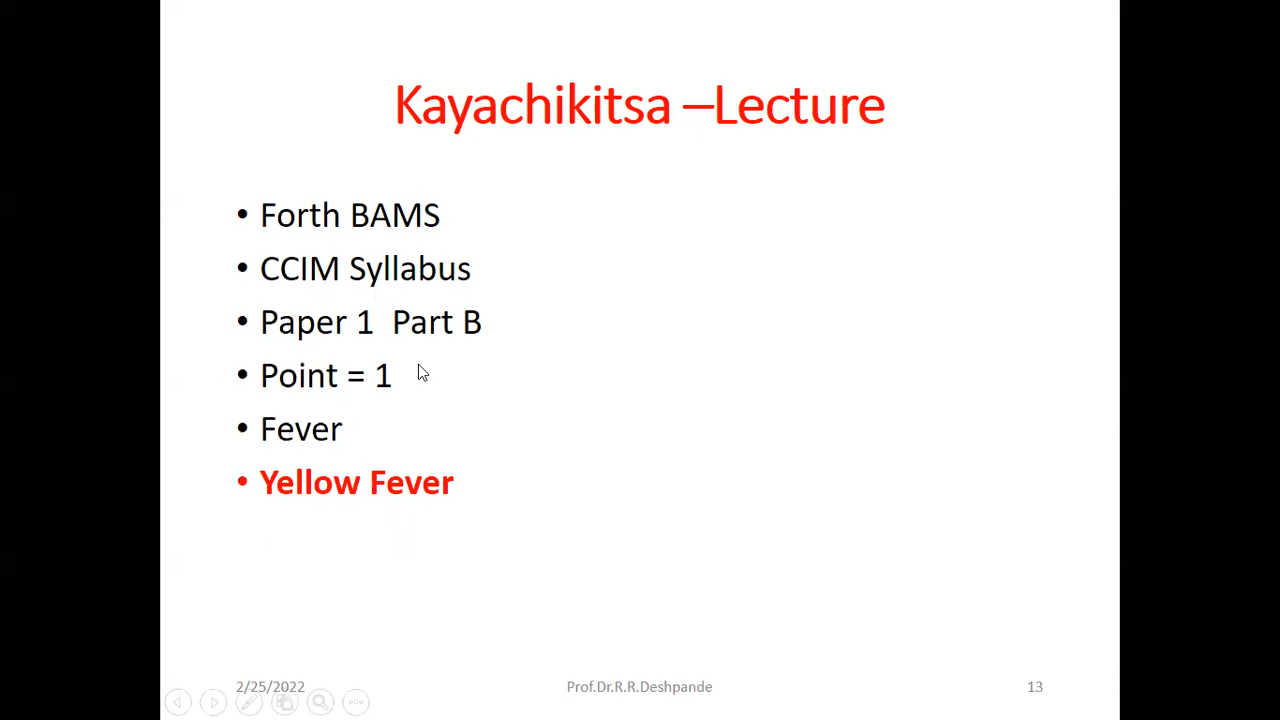 Kayachikitsa –Lecture
• Forth BAMS
• CCIM Syllabus
• Paper 1  Part B
• Point = 1
• Fever
• Yellow Fever
2/25/2022
Prof.Dr.R.R.Deshpande
13